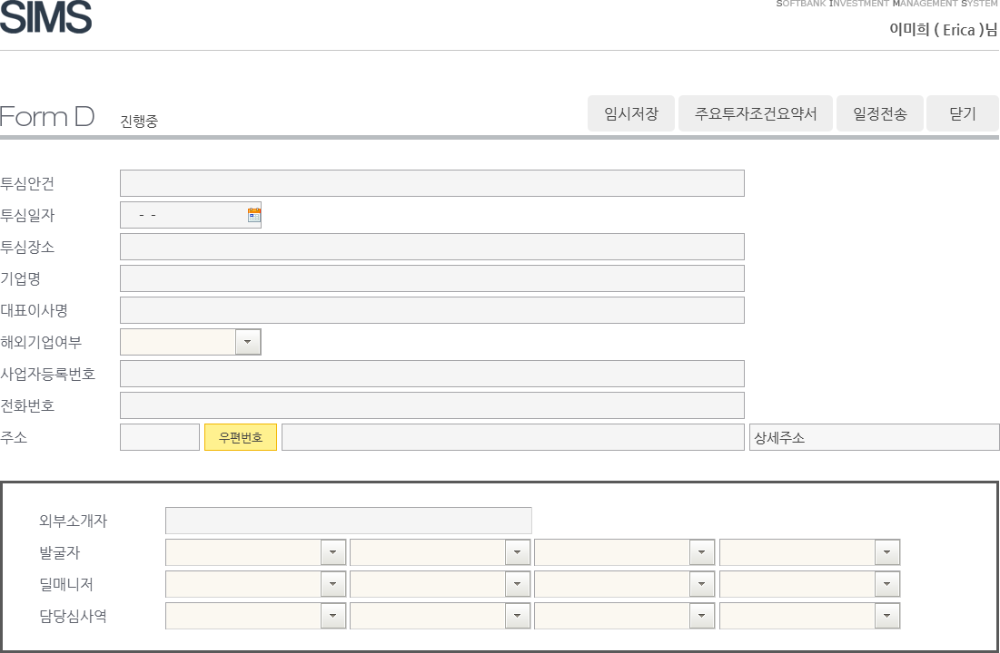 SIMS
SOFTBANK INVESTMENT MANAGEMENT SYSTEM
이미희 ( Erica )님
Form D 진행중
임시저장 주요투자조건요약서 일정전송 닫기
투심안건
투심일자 - -
투심장소
기업명
대표이사명
해외기업여부
사업자등록번호
전화번호
주소 우편번호 상세주소
외부소개자
발굴자
딜매니저
담당심사역